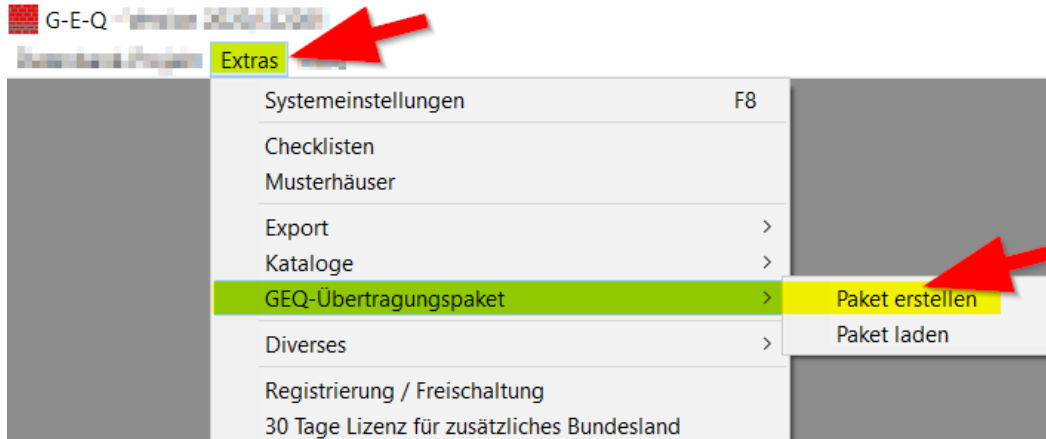 G-E-Q
Extras
Systemeinstellungen F8
Checklisten
Musterhäuser
Export
Kataloge
GEQ-Übertragungspaket
Paket erstellen
Paket laden
Diverses
Registrierung / Freischaltung
30 Tage Lizenz für zusätzliches Bundesland